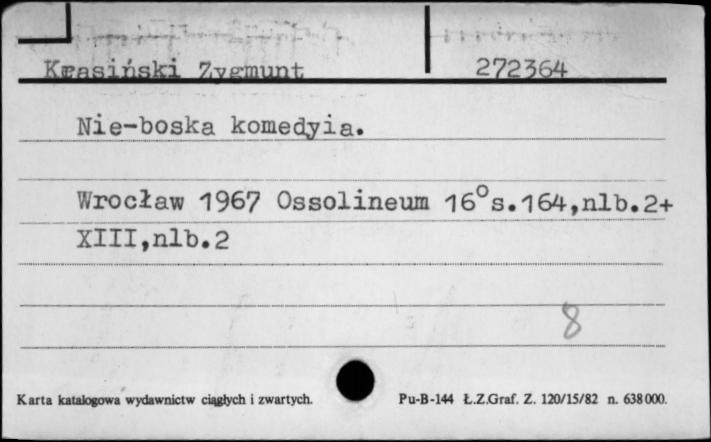 Krasiński Zygmunt 272364
Nie-boska komedyia.
Wrocław 1967 Ossolineum 16° s.164,nlb.2+
XIII,nlb.2
8
Karta katalogowa wydawnictw ciągłych i zwartych. Pu-B-144 Ł.Z.Graf. Z. 120/15/82 n. 638000.